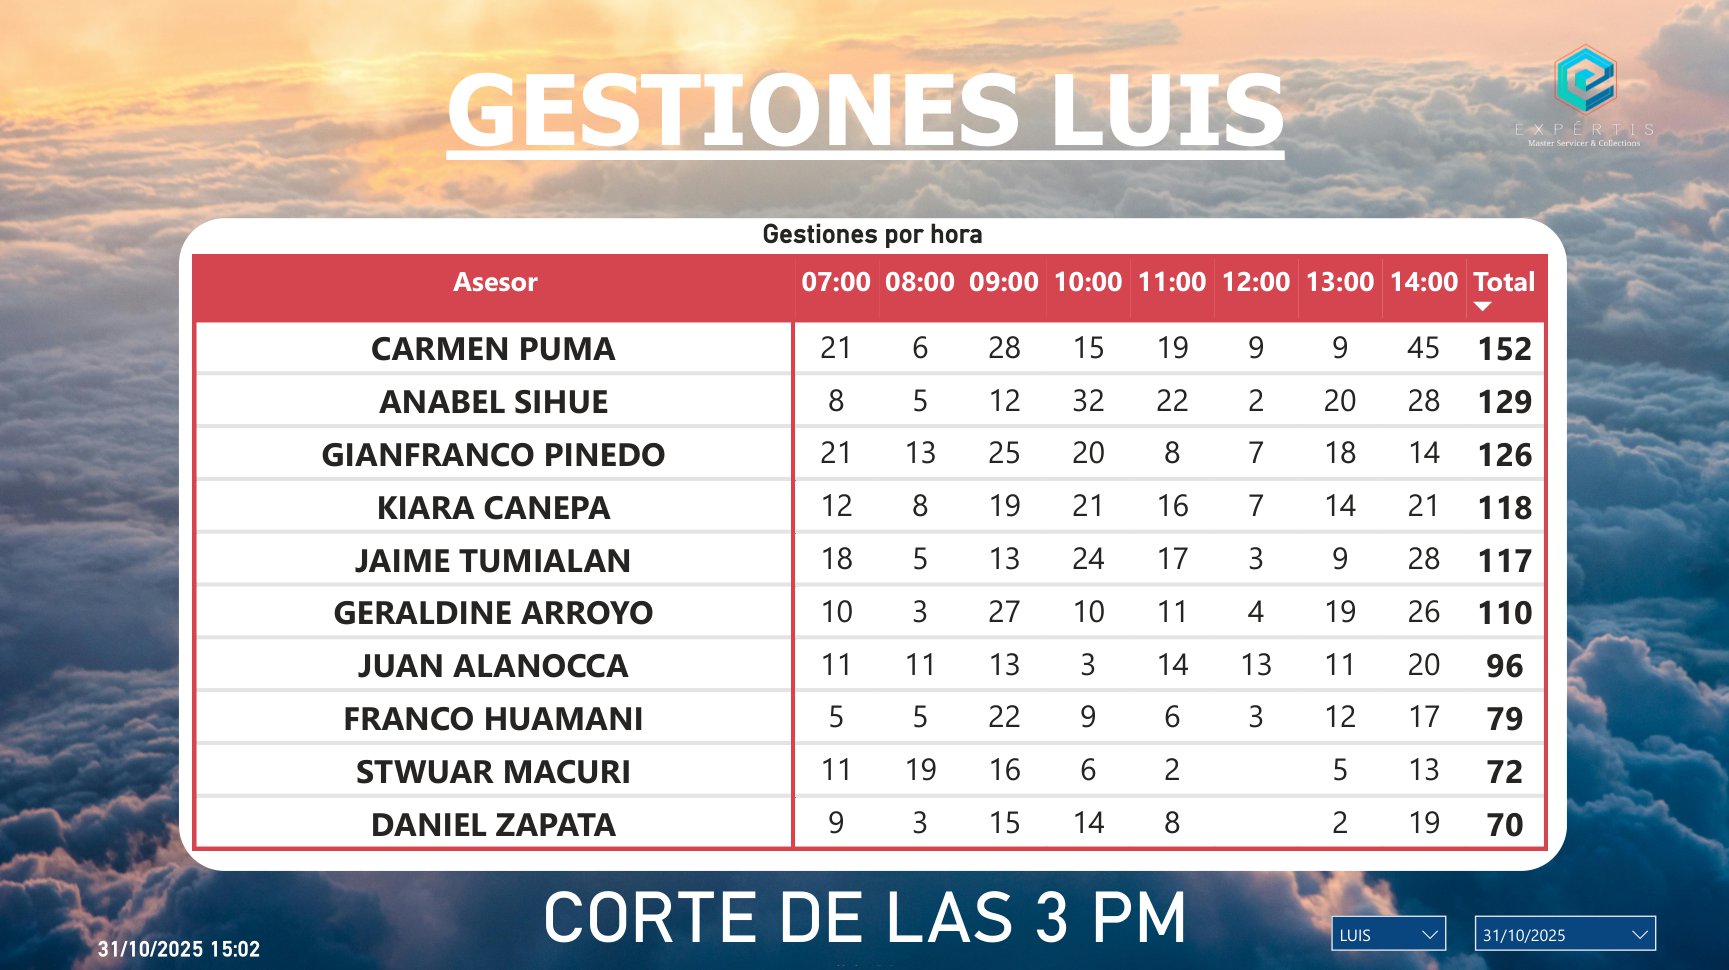 GESTIONES LUIS
EXPÉRTIS
Master Servicer & Collections
Gestiones por hora
Asesor 07:00 08:00 09:00 10:00 11:00 12:00 13:00 14:00 Total
CARMEN PUMA 21 6 28 15 19 9 9 45 152
ANABEL SIHUE 8 5 12 32 22 2 20 28 129
GIANFRANCO PINEDO 21 13 25 20 8 7 18 14 126
KIARA CANEPA 12 8 19 21 16 7 14 21 118
JAIME TUMIALAN 18 5 13 24 17 3 9 28 117
GERALDINE ARROYO 10 3 27 10 11 4 19 26 110
JUAN ALANOCCA 11 11 13 3 14 13 11 20 96
FRANCO HUAMANI 5 5 22 9 6 3 12 17 79
STWUAR MACURI 11 19 16 6 2 5 13 72
DANIEL ZAPATA 9 3 15 14 8 2 19 70
CORTE DE LAS 3 PM
31/10/2025 15:02
LUIS
31/10/2025